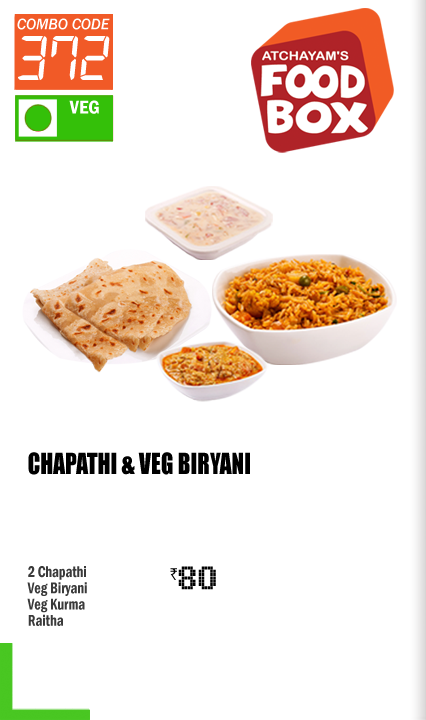 COMBO CODE
372
VEG
ATCHAYAM'S
FOOD
BOX
CHAPATHI & VEG BIRYANI
2 Chapathi
Veg Biryani
Veg Kurma
Raitha
₹80